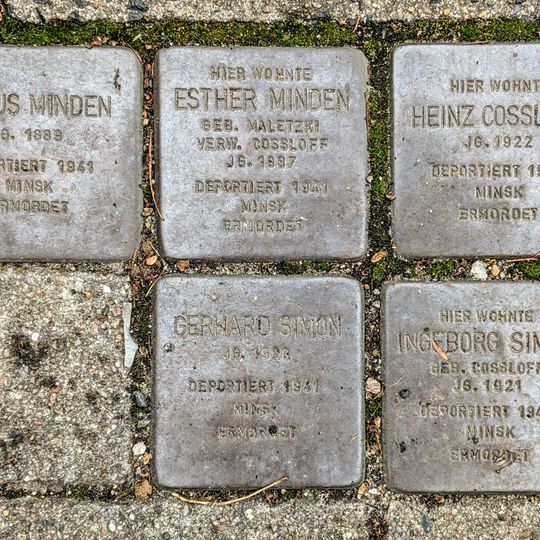 US MINDEN
JG. 1889
DEPORTIERT 1941
MINSK
ERMORDET
HIER WOHNTE
ESTHER MINDEN
GEB. MALETZKI
VERW. COSSLOFF
JG. 1897
DEPORTIERT 1941
MINSK
ERMORDET
HIER WOHNTE
HEINZ COSSL
JG. 1922
DEPORTIERT
MINSK
ERMORDET
GERHARD SIMON
JG.
DEPORTIERT 1941
MINSK
ERMORDET
HIER WOHNTE
INGEBORG SIM
GEB. COSSLOFF
JG. 1921
DEPORTIERT 194
MINSK
ERMORDET